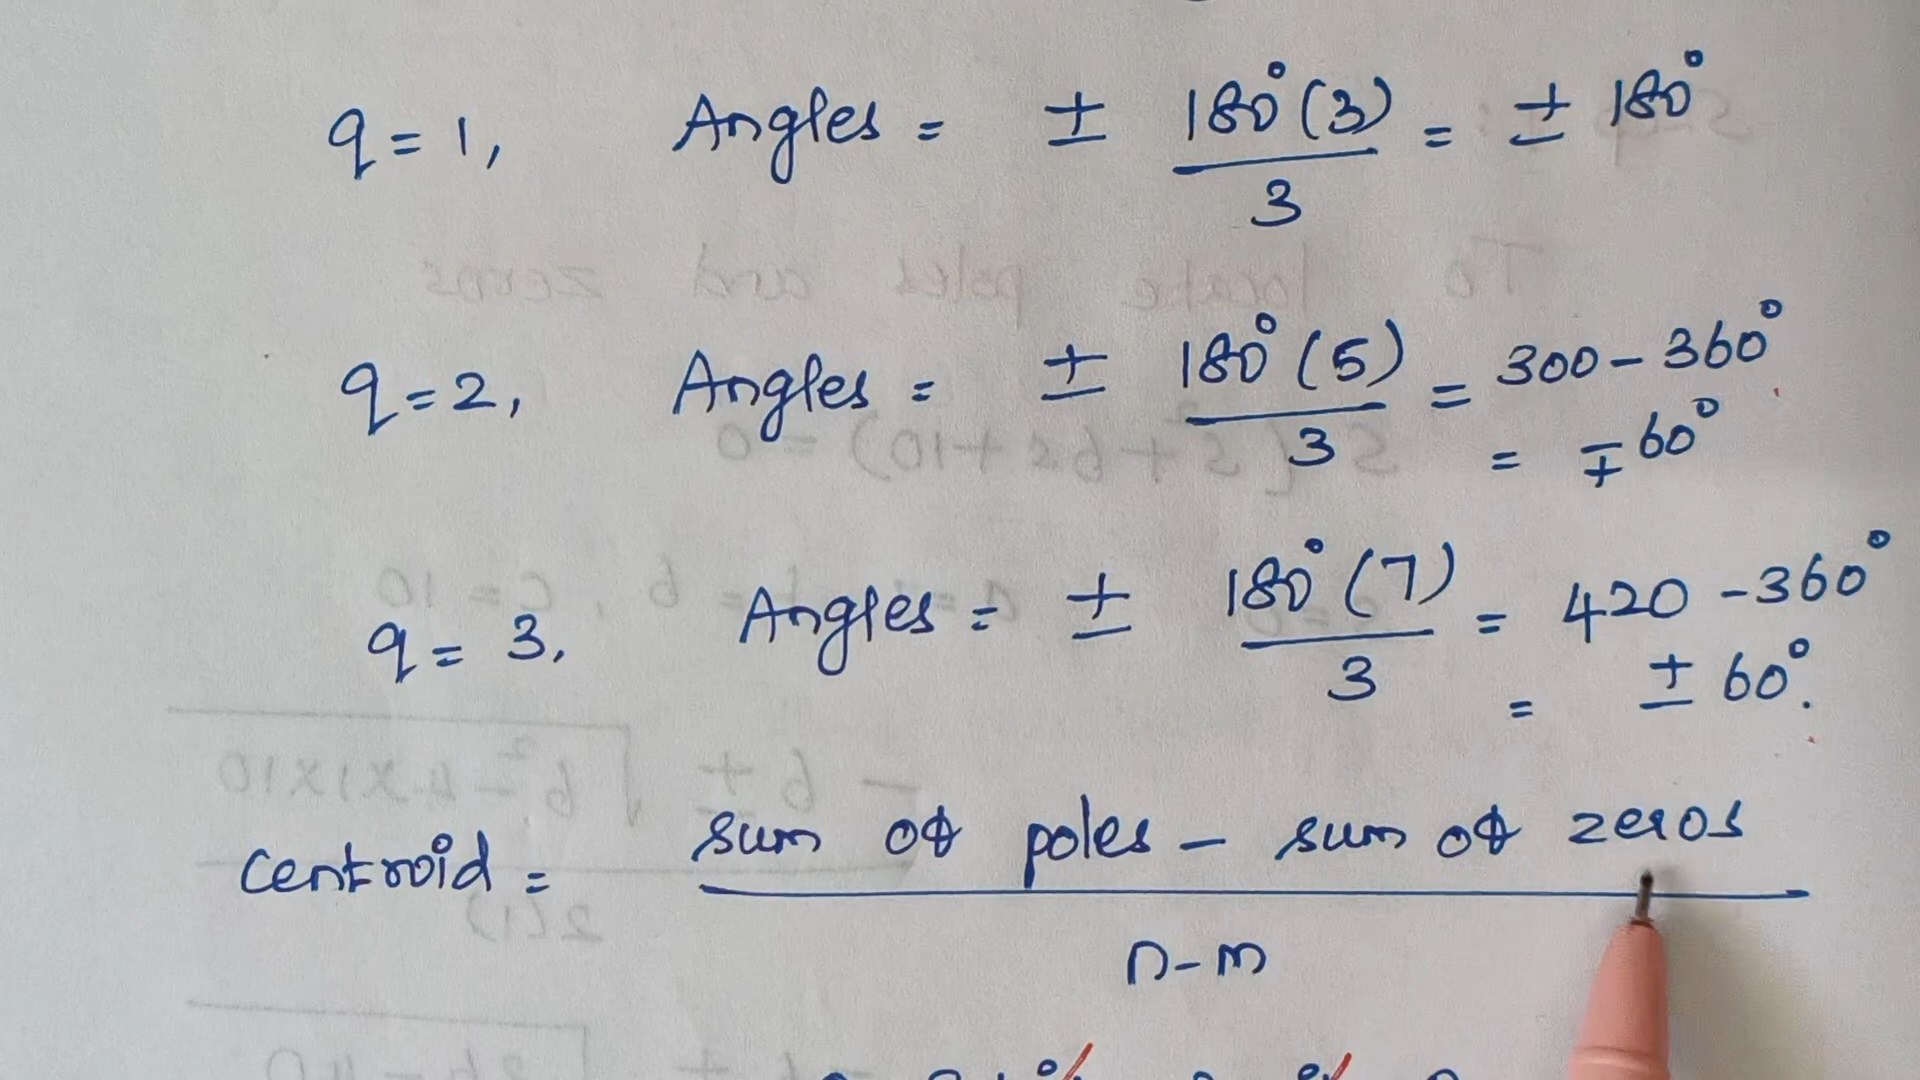 q = 1, Angles = ± 180°(3) / 3 = ± 180°
q = 2, Angles = ± 180°(5) / 3 = 300 - 360°
= ∓ 60°
q = 3, Angles = ± 180°(7) / 3 = 420 - 360°
= ± 60°.
centroid = sum of poles - sum of zeros / n-m